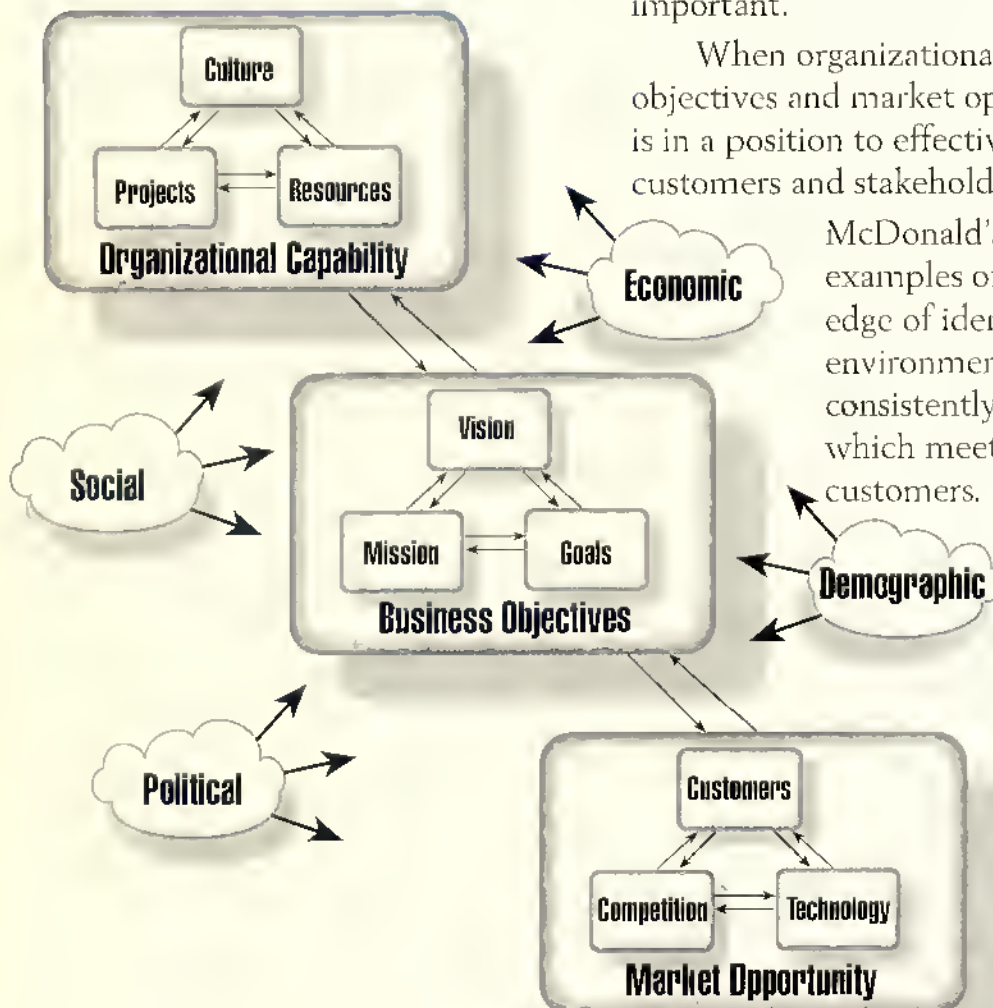 important.
When organizationa
objectives and market op
is in a position to effectiv
customers and stakehold
McDonald's
examples o
edge of iden
environmen
consistently
which meet
customers.
Culture
Projects
Resources
Organizational Capability
Economic
Social
Vision
Mission
Goals
Business Objectives
Demographic
Political
Customers
Competition
Technology
Market Opportunity